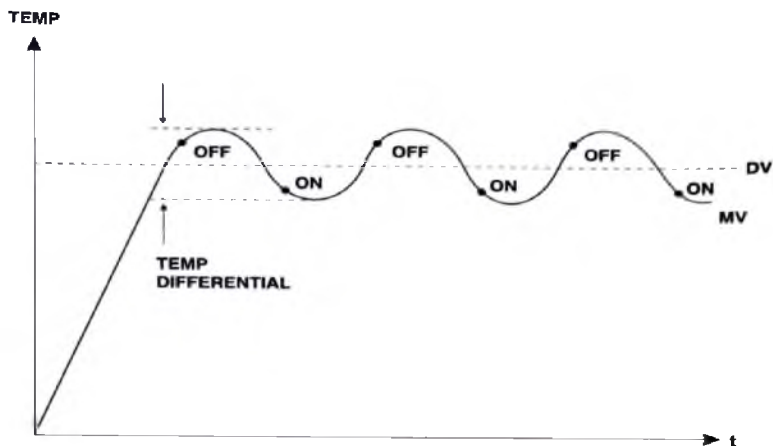 TEMP
OFF
OFF
OFF
DV
ON
ON
ON
MV
TEMP
DIFFERENTIAL
t